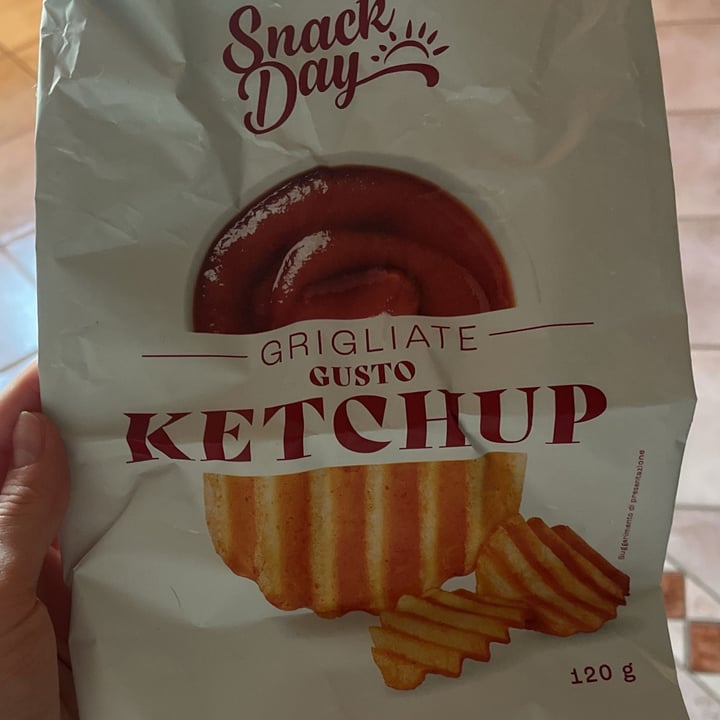 Snack
Day
GRIGLIATE
GUSTO
KETCHUP
Suggerimento di presentazione
120 g